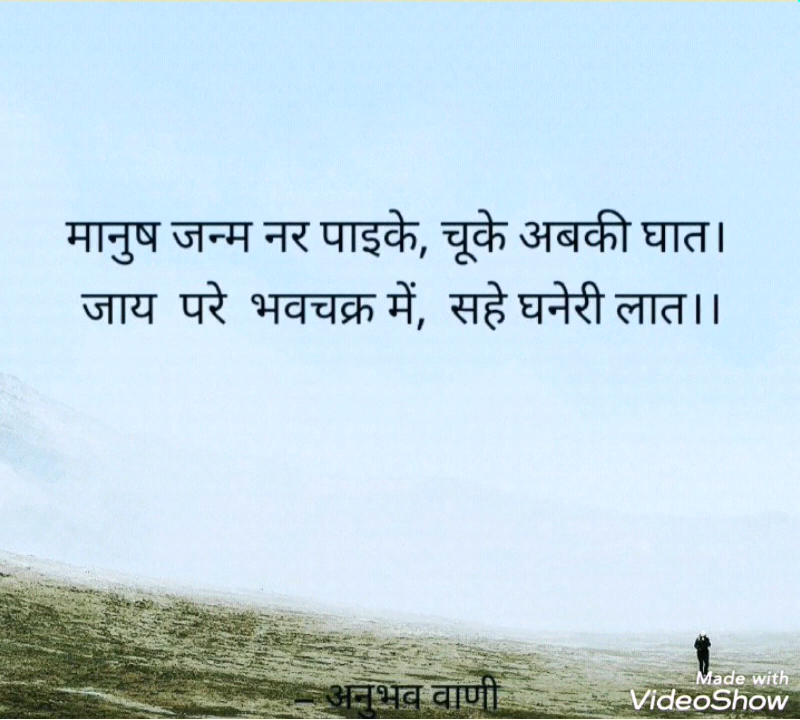 मानुष जन्म नर पाइके, चूके अबकी घात।
जाय परे भवचक्र में, सहे घनेरी लात।।
– अनुभव वाणी
Made with
VideoShow